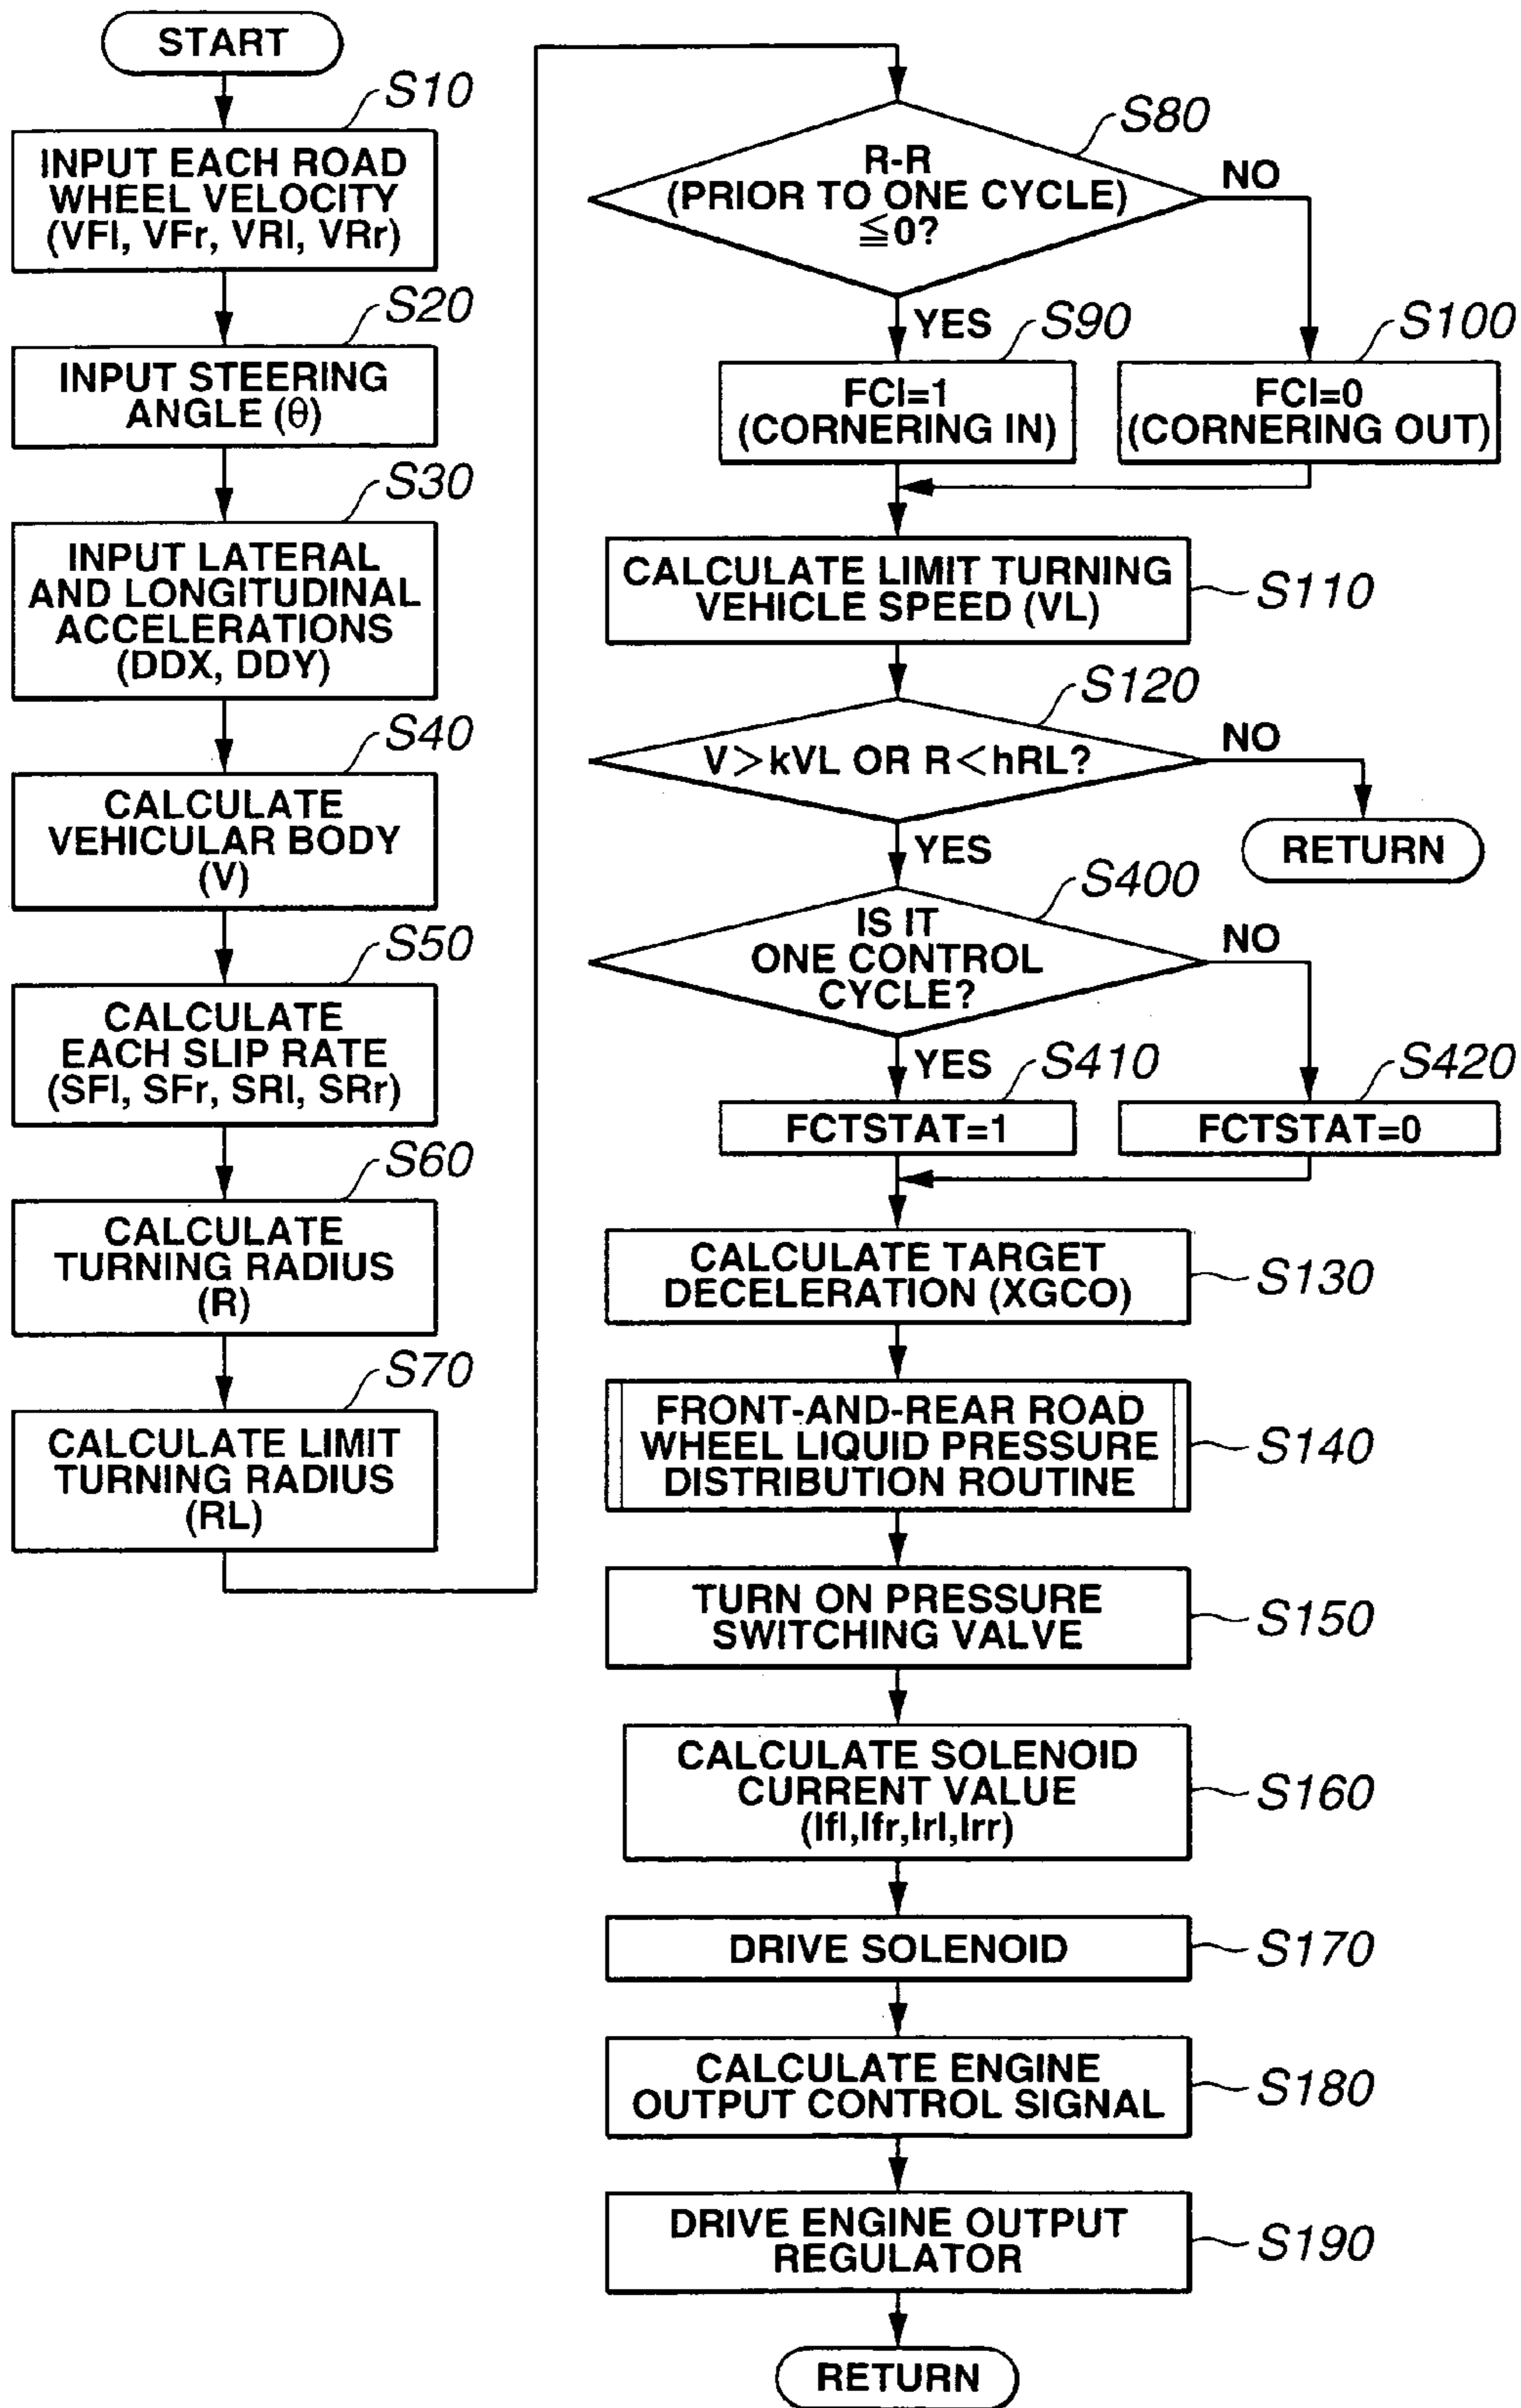 START
S10
INPUT EACH ROAD
WHEEL VELOCITY
(VFl, VFr, VRl, VRr)
S20
INPUT STEERING
ANGLE (θ)
S30
INPUT LATERAL
AND LONGITUDINAL
ACCELERATIONS
(DDX, DDY)
S40
CALCULATE
VEHICULAR BODY
(V)
S50
CALCULATE
EACH SLIP RATE
(SFl, SFr, SRl, SRr)
S60
CALCULATE
TURNING RADIUS
(R)
S70
CALCULATE LIMIT
TURNING RADIUS
(RL)
S80
R-R
(PRIOR TO ONE CYCLE)
≦0?
NO
YES
S90
FCI=1
(CORNERING IN)
S100
FCI=0
(CORNERING OUT)
CALCULATE LIMIT TURNING
VEHICLE SPEED (VL)
S110
S120
V>kVL OR R<hRL?
NO
RETURN
YES
S400
IS IT
ONE CONTROL
CYCLE?
NO
YES
S410
FCTSTAT=1
S420
FCTSTAT=0
CALCULATE TARGET
DECELERATION (XGCO)
S130
FRONT-AND-REAR ROAD
WHEEL LIQUID PRESSURE
DISTRIBUTION ROUTINE
S140
TURN ON PRESSURE
SWITCHING VALVE
S150
CALCULATE SOLENOID
CURRENT VALUE
(Ifl,Ifr,Irl,Irr)
S160
DRIVE SOLENOID
S170
CALCULATE ENGINE
OUTPUT CONTROL SIGNAL
S180
DRIVE ENGINE OUTPUT
REGULATOR
S190
RETURN